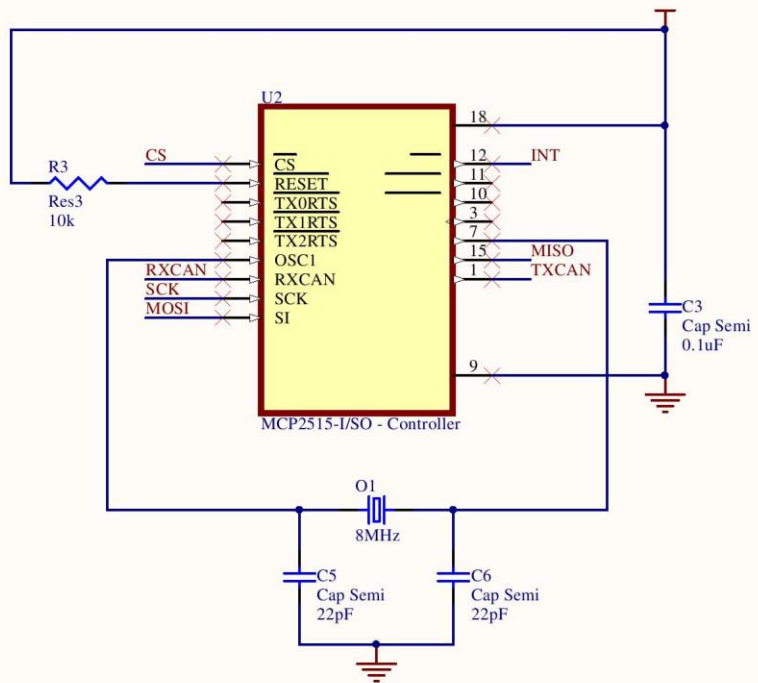 U2
18
CS
CS
12
INT
R3
RESET
11
Res3
TX0RTS
10
10k
TX1RTS
3
TX2RTS
7
OSC1
15
MISO
RXCAN
RXCAN
1
TXCAN
SCK
SCK
MOSI
SI
C3
Cap Semi
0.1uF
9
MCP2515-I/SO - Controller
O1
8MHz
C5
Cap Semi
22pF
C6
Cap Semi
22pF